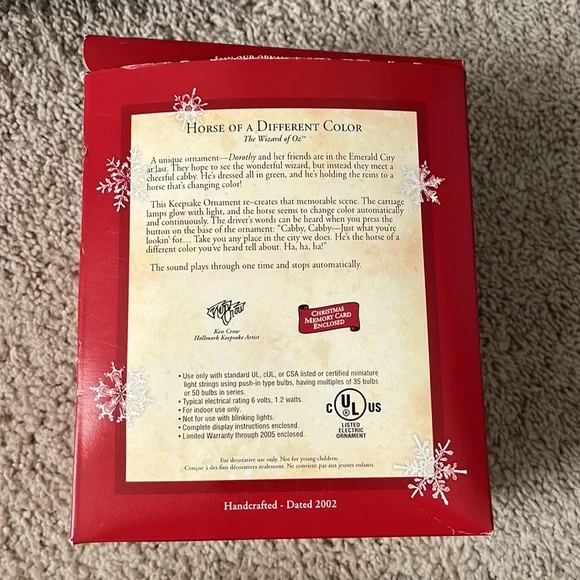 HORSE OF A DIFFERENT COLOR
The Wizard of Oz™
A unique ornament—Dorothy and her friends are in the Emerald City
at last. They hope to see the wonderful wizard, but instead they meet a
cheerful cabby. He's dressed all in green, and he's holding the reins to a
horse that's changing color!
This Keepsake Ornament re-creates that memorable scene. The carriage
lamps glow with light, and the horse seems to change color automatically
and continuously. The driver's words can be heard when you press the
button on the base of the ornament: "Cabby, Cabby—Just what you're
lookin' for… Take you any place in the city we does. He's the horse of a
different color you've heard tell about. Ha, ha, ha!"
The sound plays through one time and stops automatically.
Ken Crow
Hallmark Keepsake Artist
CHRISTMAS
MEMORY CARD
ENCLOSED
• Use only with standard UL, cUL, or CSA listed or certified miniature
light strings using push-in type bulbs, having multiples of 35 bulbs
or 50 bulbs in series.
• Typical electrical rating 6 volts, 1.2 watts.
• For indoor use only.
• Not for use with blinking lights.
• Complete display instructions enclosed.
• Limited Warranty through 2005 enclosed.
C UL ® US
LISTED
ELECTRIC
ORNAMENT
For decorative use only. Not for young children.
Conçue à des fins décoratives seulement. Ne convient pas aux jeunes enfants.
Handcrafted - Dated 2002